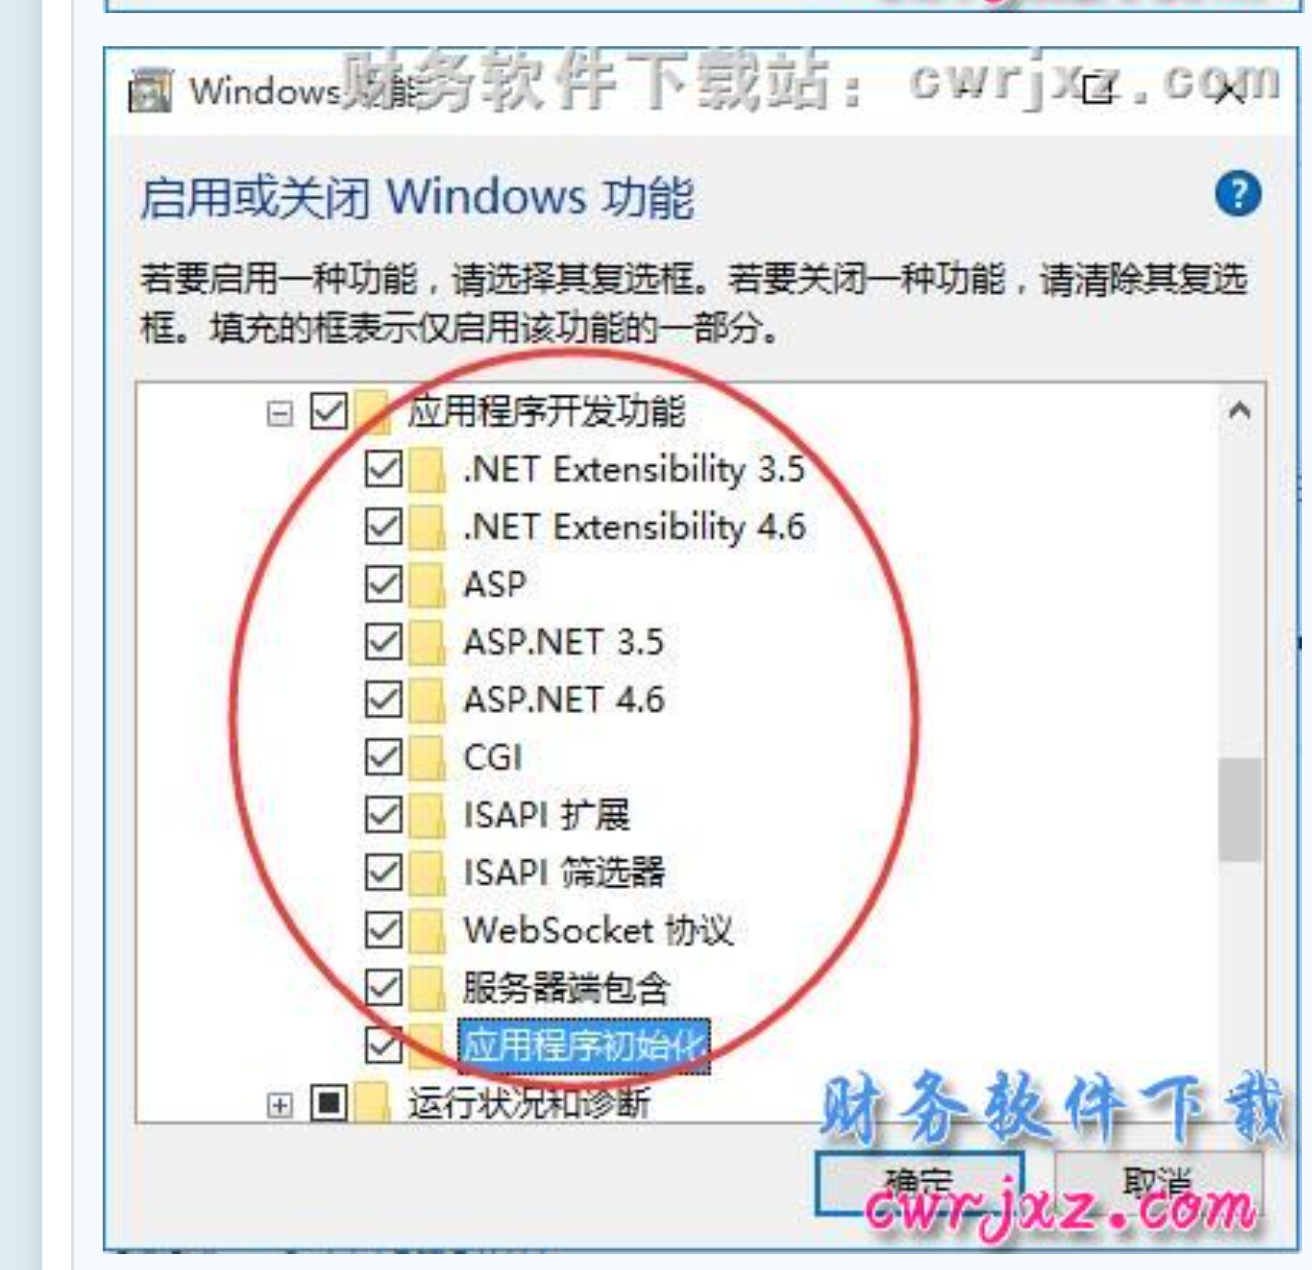 财务软件下载站：cwrjxz.com
Windows 功能
启用或关闭 Windows 功能
若要启用一种功能，请选择其复选框。若要关闭一种功能，请清除其复选
框。填充的框表示仅启用该功能的一部分。
应用程序开发功能
.NET Extensibility 3.5
.NET Extensibility 4.6
ASP
ASP.NET 3.5
ASP.NET 4.6
CGI
ISAPI 扩展
ISAPI 筛选器
WebSocket 协议
服务器端包含
应用程序初始化
运行状况和诊断
财务软件下载
确定
取消
cwrjxz.com